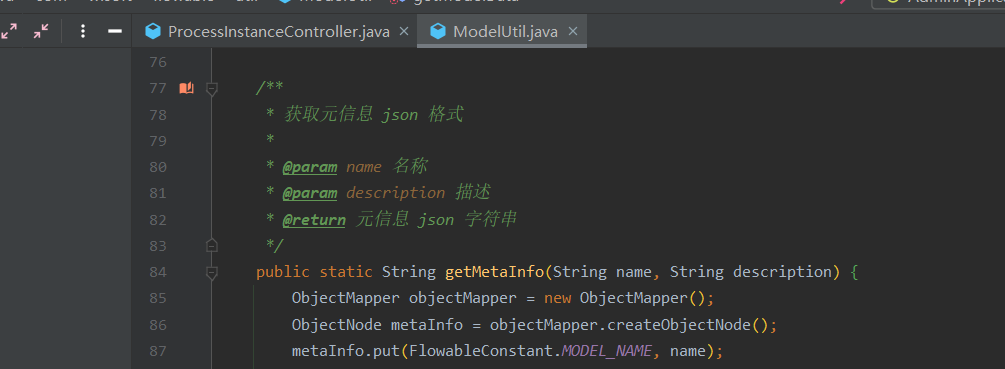 ProcessInstanceController.java × ModelUtil.java ×
76
77 /**
78 * 获取元信息 json 格式
79 *
80 * @param name 名称
81 * @param description 描述
82 * @return 元信息 json 字符串
83 */
84 public static String getMetaInfo(String name, String description) {
85 ObjectMapper objectMapper = new ObjectMapper();
86 ObjectNode metaInfo = objectMapper.createObjectNode();
87 metaInfo.put(FlowableConstant.MODEL_NAME, name);